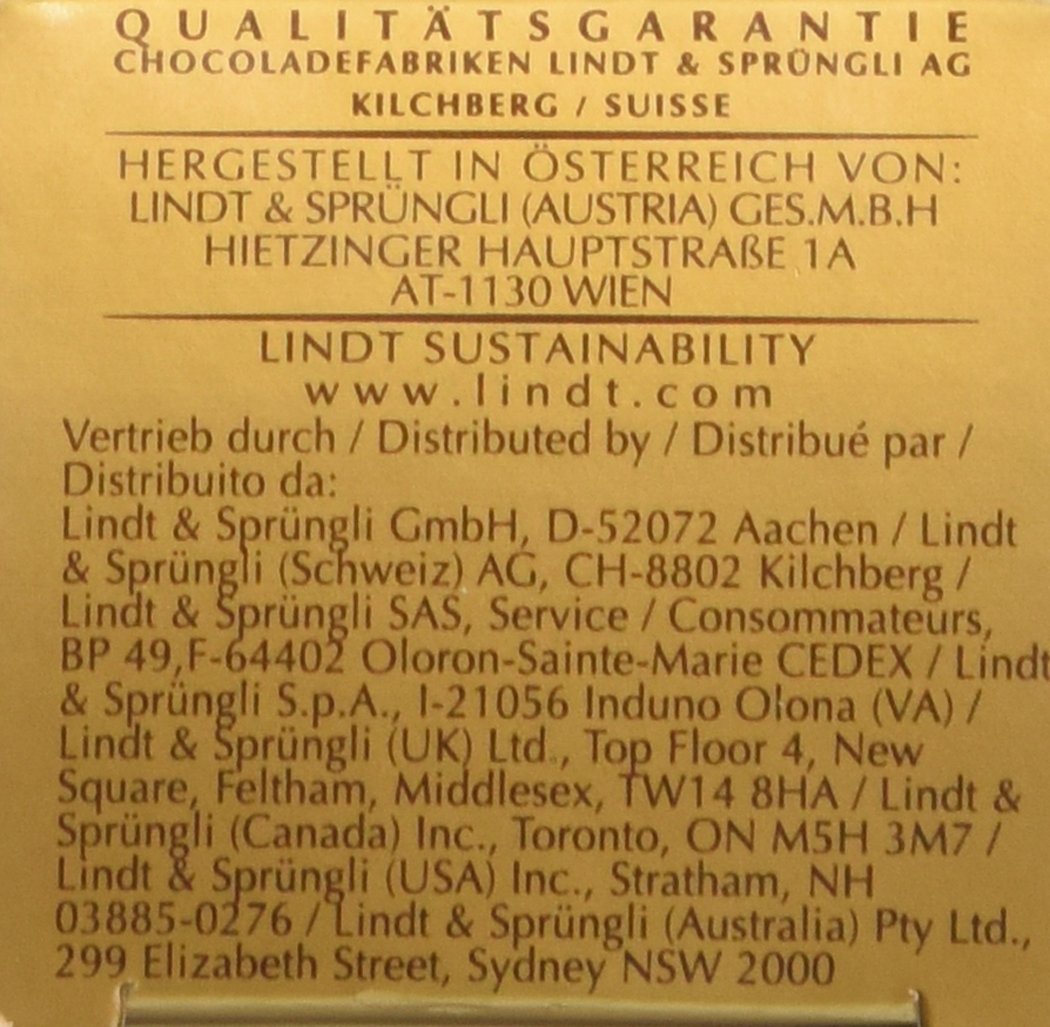 QUALITÄTSGARANTIE
CHOCOLADEFABRIKEN LINDT & SPRÜNGLI AG
KILCHBERG / SUISSE
HERGESTELLT IN ÖSTERREICH VON:
LINDT & SPRÜNGLI (AUSTRIA) GES.M.B.H
HIETZINGER HAUPTSTRAßE 1A
AT-1130 WIEN
LINDT SUSTAINABILITY
www.lindt.com
Vertrieb durch / Distributed by / Distribué par /
Distribuito da:
Lindt & Sprüngli GmbH, D-52072 Aachen / Lindt
& Sprüngli (Schweiz) AG, CH-8802 Kilchberg /
Lindt & Sprüngli SAS, Service / Consommateurs,
BP 49,F-64402 Oloron-Sainte-Marie CEDEX / Lindt
& Sprüngli S.p.A., I-21056 Induno Olona (VA) /
Lindt & Sprüngli (UK) Ltd., Top Floor 4, New
Square, Feltham, Middlesex, TW14 8HA / Lindt &
Sprüngli (Canada) Inc., Toronto, ON M5H 3M7 /
Lindt & Sprüngli (USA) Inc., Stratham, NH
03885-0276 / Lindt & Sprüngli (Australia) Pty Ltd.,
299 Elizabeth Street, Sydney NSW 2000